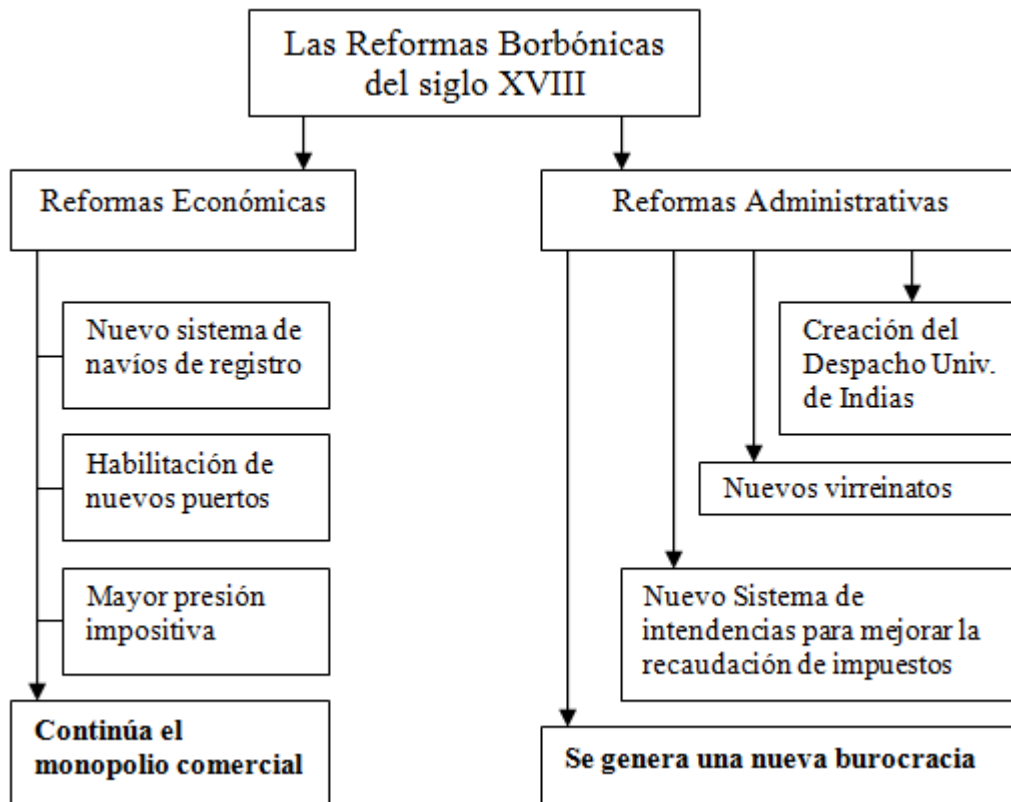 Las Reformas Borbónicas
del siglo XVIII
Reformas Económicas
Nuevo sistema de
navíos de registro
Habilitación de
nuevos puertos
Mayor presión
impositiva
Continúa el
monopolio comercial
Reformas Administrativas
Creación del
Despacho Univ.
de Indias
Nuevos virreinatos
Nuevo Sistema de
intendencias para mejorar la
recaudación de impuestos
Se genera una nueva burocracia